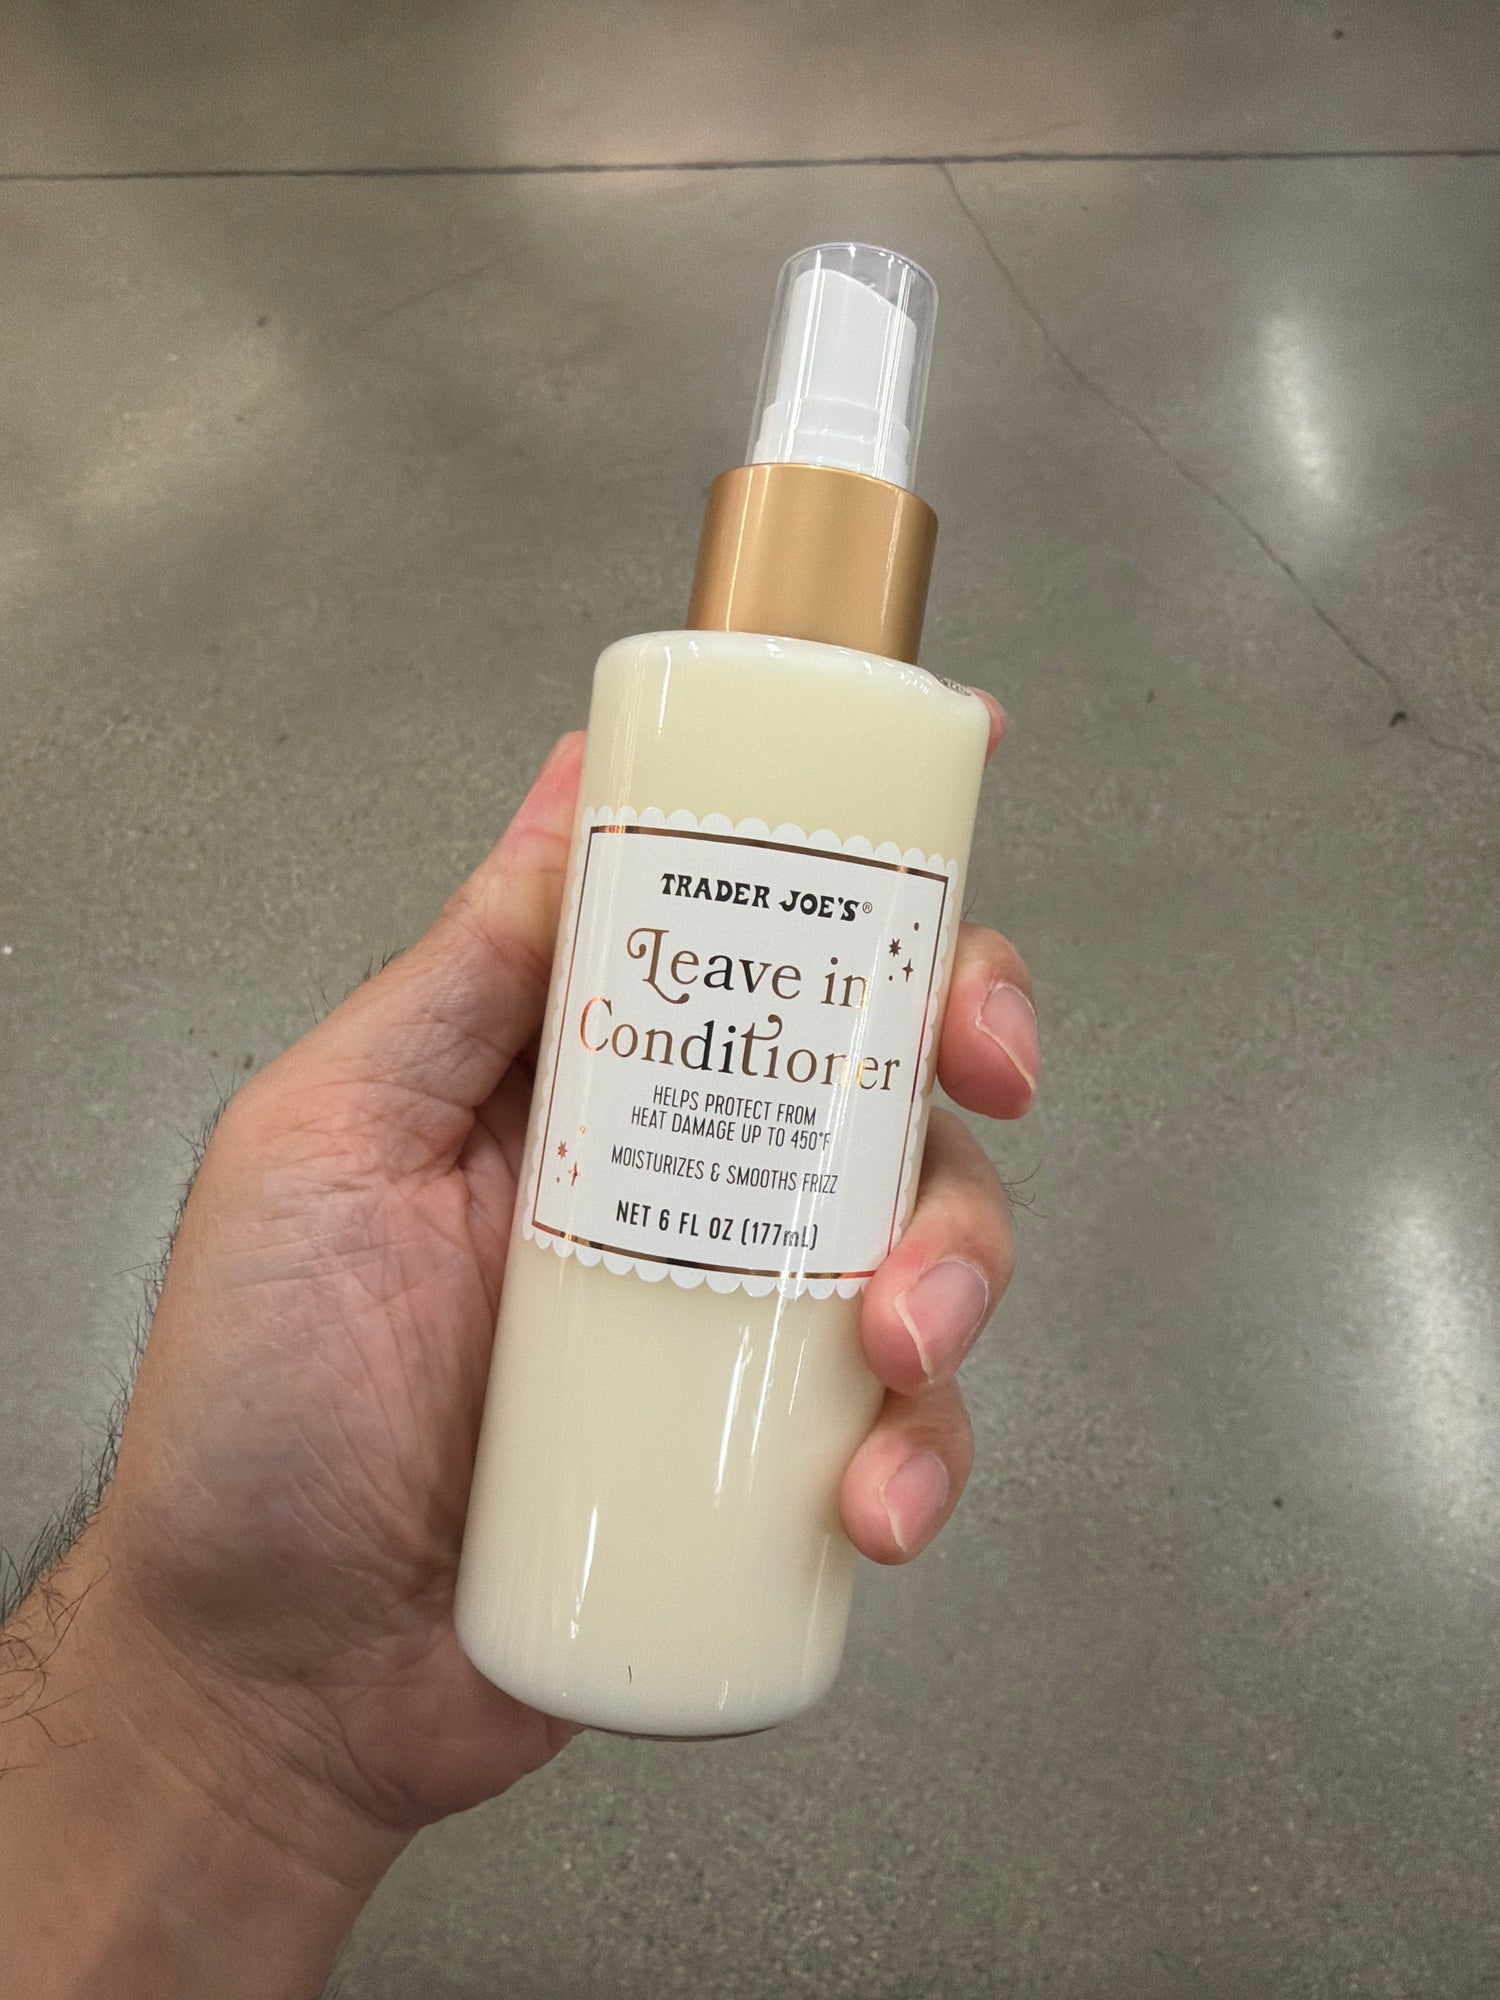 TRADER JOE'S®
Leave in
Conditioner
HELPS PROTECT FROM
HEAT DAMAGE UP TO 450°F
MOISTURIZES & SMOOTHS FRIZZ
NET 6 FL OZ (177mL)